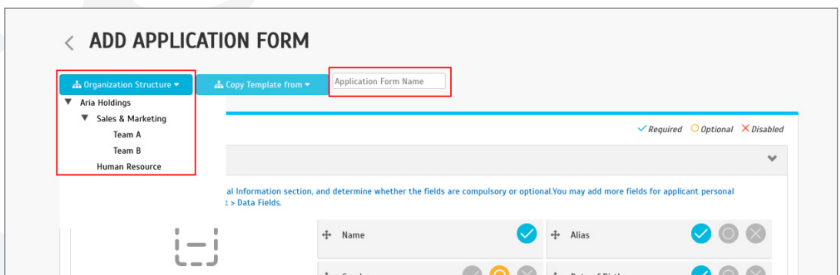 ADD APPLICATION FORM
Organization Structure
Copy Template from
Application Form Name
Aria Holdings
Sales & Marketing
Team A
Team B
Human Resource
Required Optional Disabled
al Information section, and determine whether the fields are compulsory or optional.You may add more fields for applicant personal
> Data Fields.
Name
Alias